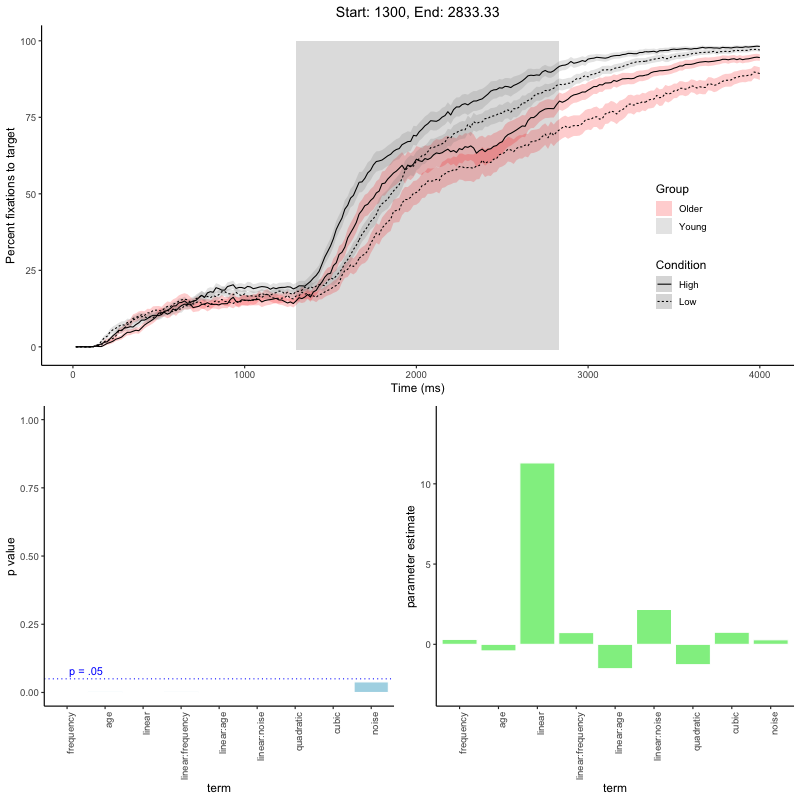 Start: 1300, End: 2833.33
Percent fixations to target
100
75
50
25
0
Group
Older
Young
Condition
High
Low
0 1000 2000 3000 4000
Time (ms)
p value
1.00
0.75
0.50
0.25
0.00
p = .05
frequency
age
linear
linear:frequency
linear:age
linear:noise
quadratic
cubic
noise
term
parameter estimate
10
5
0
frequency
age
linear
linear:frequency
linear:age
linear:noise
quadratic
cubic
noise
term